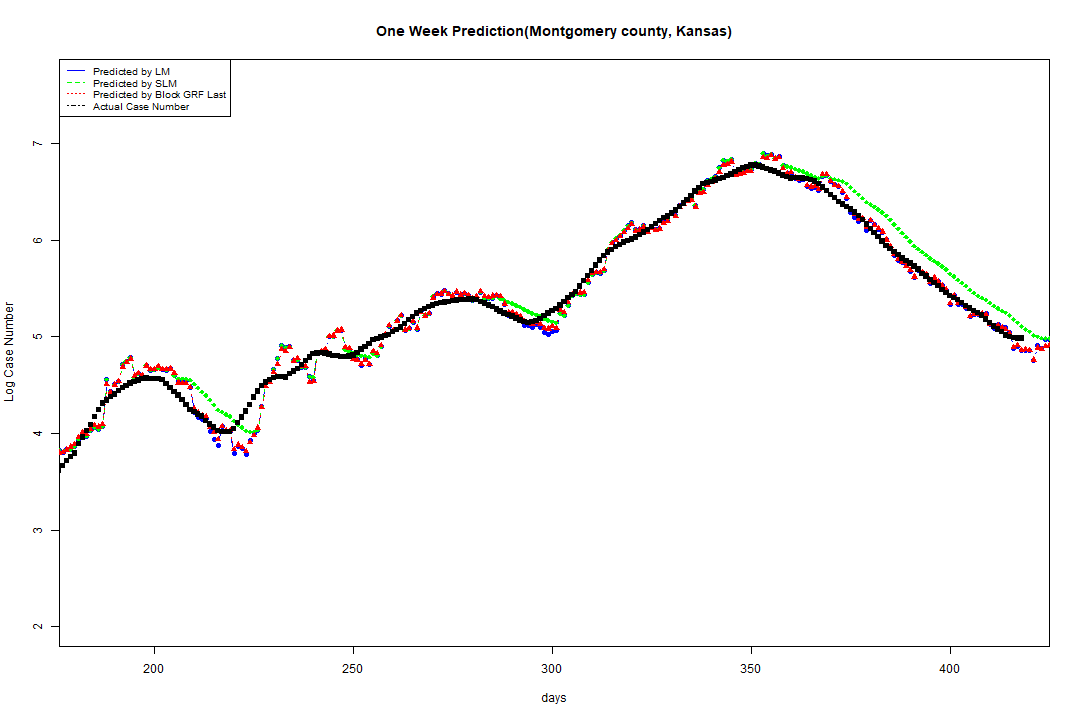 One Week Prediction(Montgomery county, Kansas)
Predicted by LM
Predicted by SLM
Predicted by Block GRF Last
Actual Case Number
7
6
5
4
3
2
Log Case Number
200 250 300 350 400
days